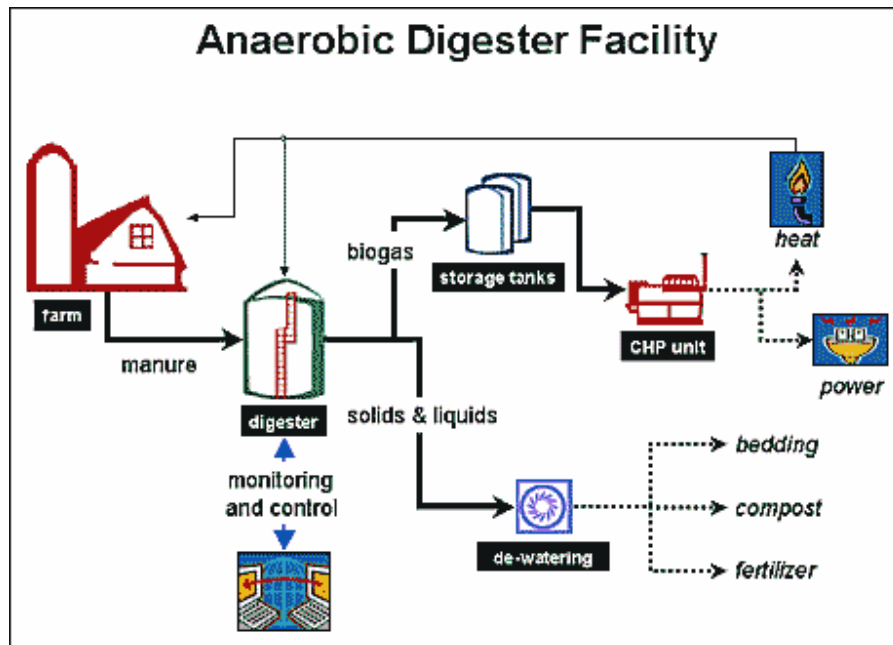 Anaerobic Digester Facility
farm
manure
digester
monitoring
and control
biogas
solids & liquids
storage tanks
CHP unit
heat
power
de-watering
bedding
compost
fertilizer